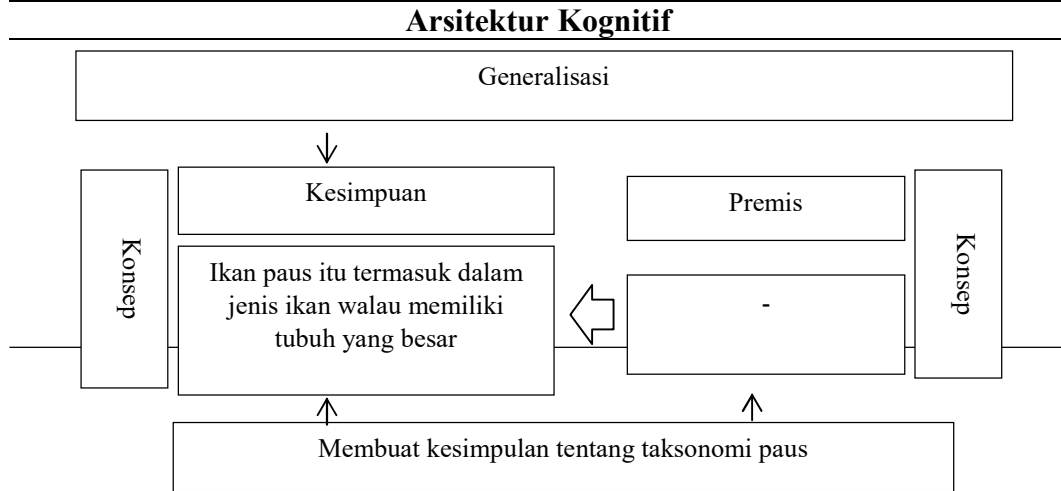 Arsitektur Kognitif
Generalisasi
Konsep
Kesimpuan
Premis
Konsep
Ikan paus itu termasuk dalam
jenis ikan walau memiliki
tubuh yang besar
-
Membuat kesimpulan tentang taksonomi paus